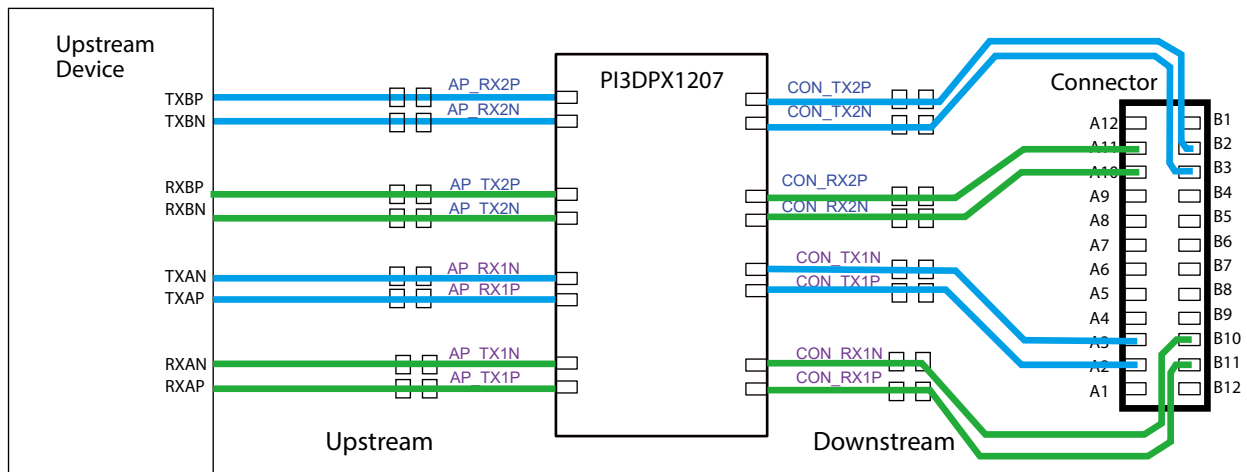 Upstream
Device
PI3DPX1207
Connector
TXBP
TXBN
RXBP
RXBN
TXAN
TXAP
RXAN
RXAP
AP_RX2P
AP_RX2N
AP_TX2P
AP_TX2N
AP_RX1N
AP_RX1P
AP_TX1N
AP_TX1P
CON_TX2P
CON_TX2N
CON_RX2P
CON_RX2N
CON_TX1N
CON_TX1P
CON_RX1N
CON_RX1P
A12
A11
A10
A9
A8
A7
A6
A5
A4
A3
A2
A1
B1
B2
B3
B4
B5
B6
B7
B8
B9
B10
B11
B12
Upstream
Downstream